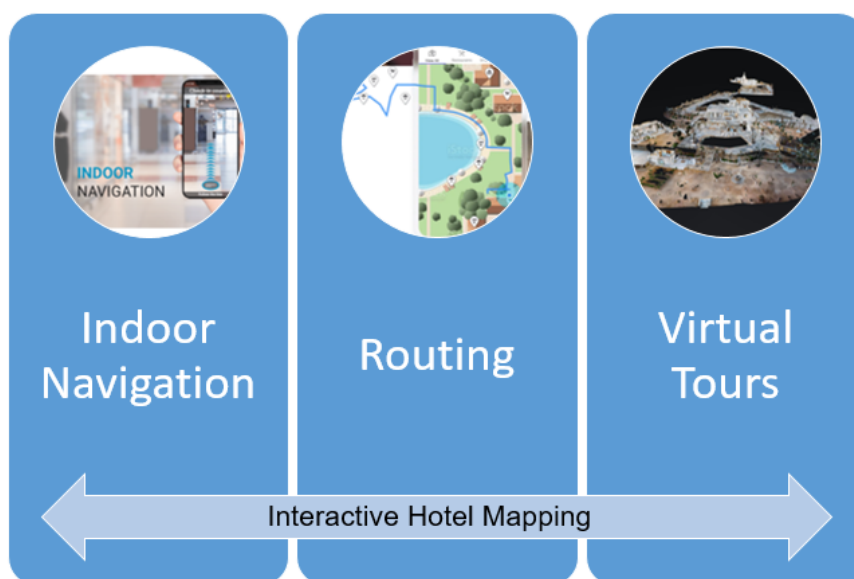 INDOOR
NAVIGATION
Indoor
Navigation
Routing
Virtual
Tours
Interactive Hotel Mapping